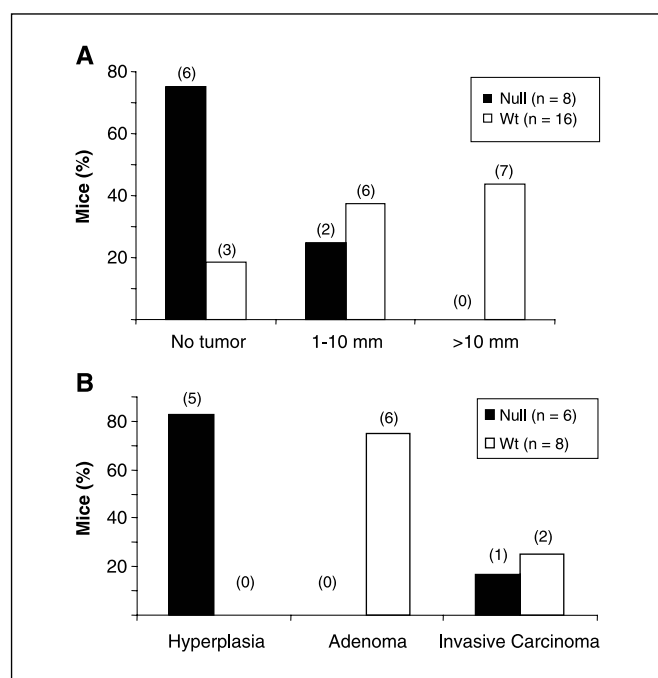 A
80
60
40
20
Mice (%)
(6)
(3)
(2)
(6)
(0)
(7)
Null (n = 8)
Wt (n = 16)
No tumor
1-10 mm
>10 mm
B
80
60
40
20
Mice (%)
(5)
(0)
(0)
(6)
(1)
(2)
Null (n = 6)
Wt (n = 8)
Hyperplasia
Adenoma
Invasive Carcinoma